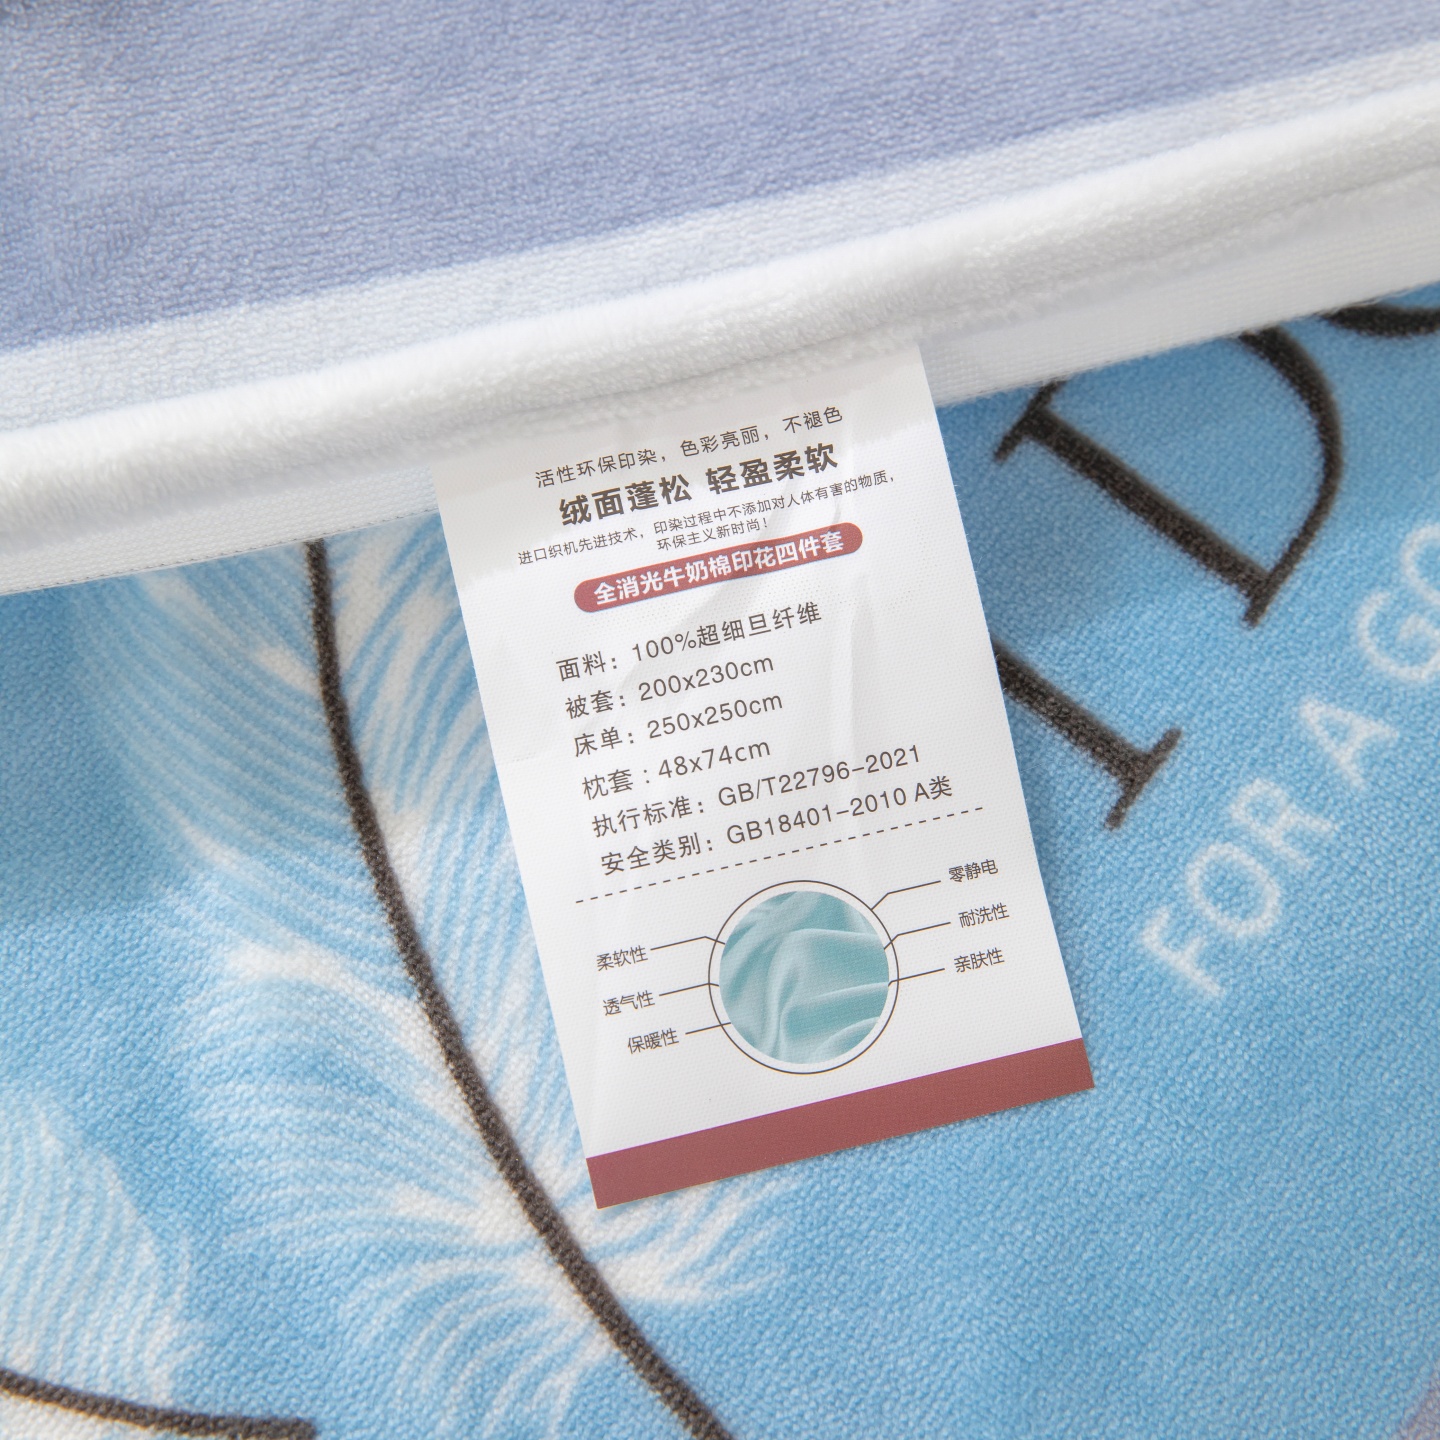 活性环保印染，色彩亮丽，不褪色
绒面蓬松 轻盈柔软
进口织机先进技术，印染过程中不添加对人体有害的物质，
环保主义新时尚！
全消光牛奶棉印花四件套
面料：100%超细旦纤维
被套：200x230cm
床单：250x250cm
枕套：48x74cm
执行标准：GB/T22796-2021
安全类别：GB18401-2010 A类
零静电
耐洗性
亲肤性
柔软性
透气性
保暖性
D
I
FOR A GO